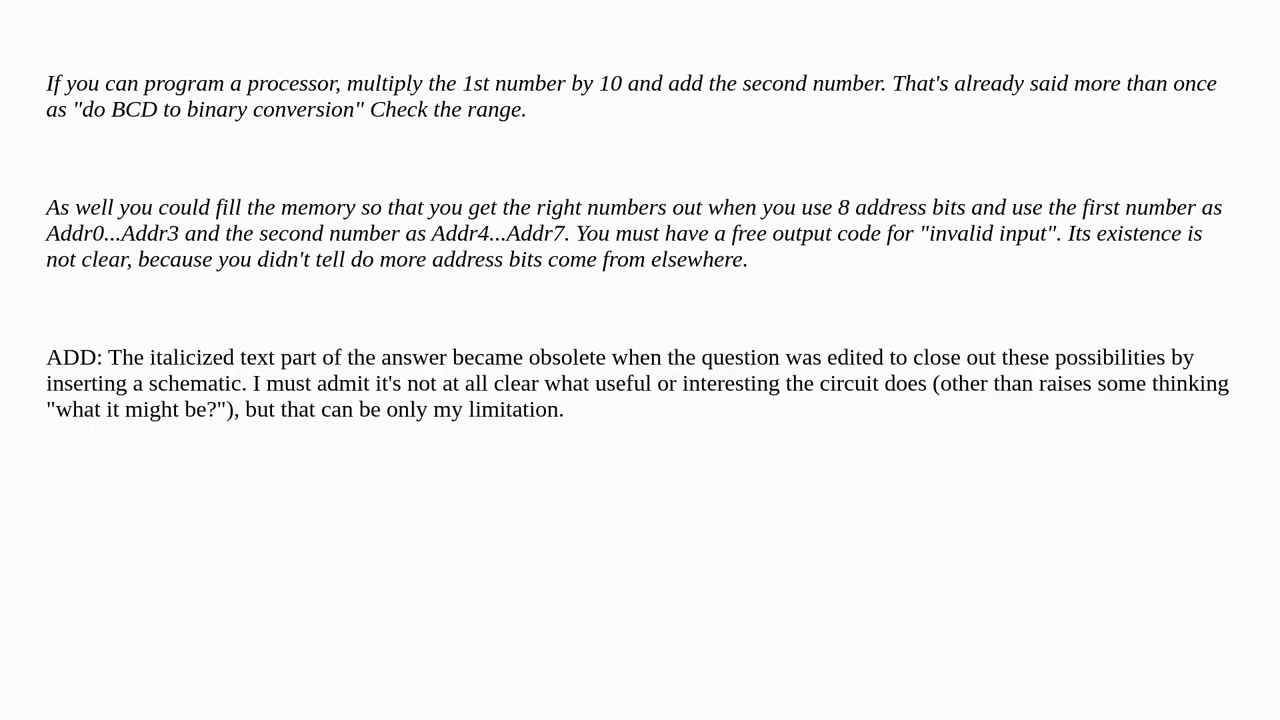 If you can program a processor, multiply the 1st number by 10 and add the second number. That's already said more than once
as "do BCD to binary conversion" Check the range.
As well you could fill the memory so that you get the right numbers out when you use 8 address bits and use the first number as
Addr0...Addr3 and the second number as Addr4...Addr7. You must have a free output code for "invalid input". Its existence is
not clear, because you didn't tell do more address bits come from elsewhere.
ADD: The italicized text part of the answer became obsolete when the question was edited to close out these possibilities by
inserting a schematic. I must admit it's not at all clear what useful or interesting the circuit does (other than raises some thinking
"what it might be?"), but that can be only my limitation.